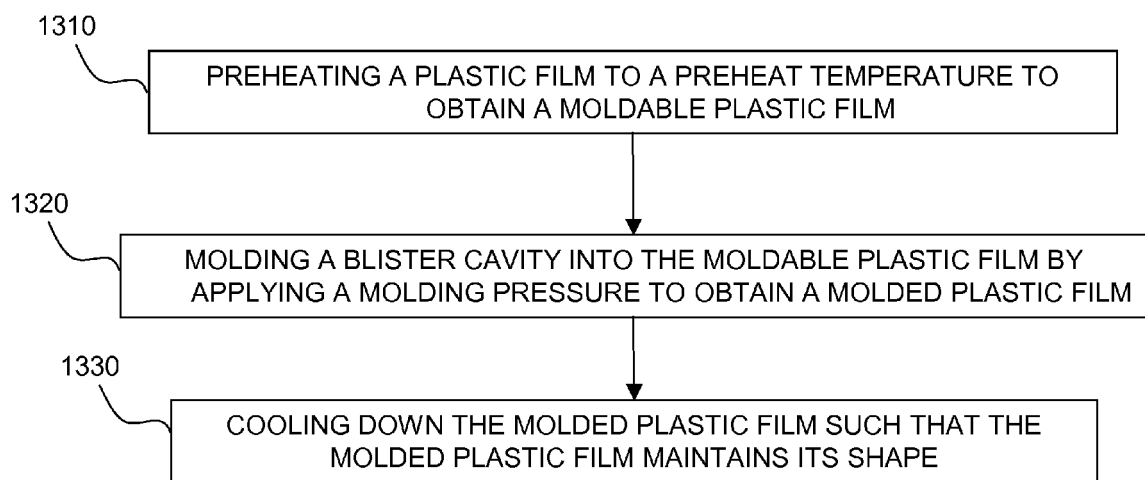 1310
PREHEATING A PLASTIC FILM TO A PREHEAT TEMPERATURE TO
OBTAIN A MOLDABLE PLASTIC FILM
1320
MOLDING A BLISTER CAVITY INTO THE MOLDABLE PLASTIC FILM BY
APPLYING A MOLDING PRESSURE TO OBTAIN A MOLDED PLASTIC FILM
1330
COOLING DOWN THE MOLDED PLASTIC FILM SUCH THAT THE
MOLDED PLASTIC FILM MAINTAINS ITS SHAPE